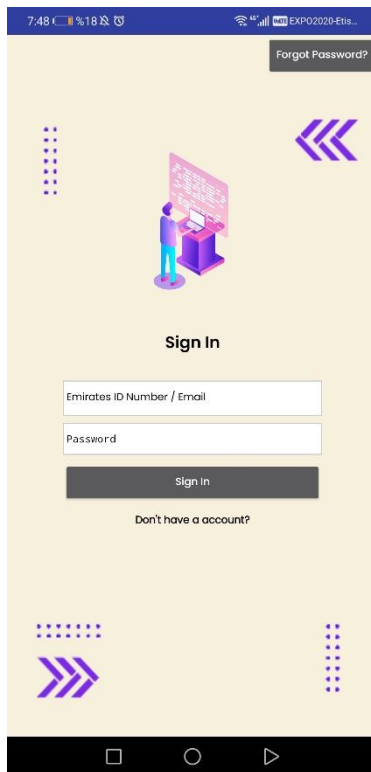 7:48 %18 4G EXPO2020-Etis...
Forgot Password?
Sign In
Emirates ID Number / Email
Password
Sign In
Don't have a account?